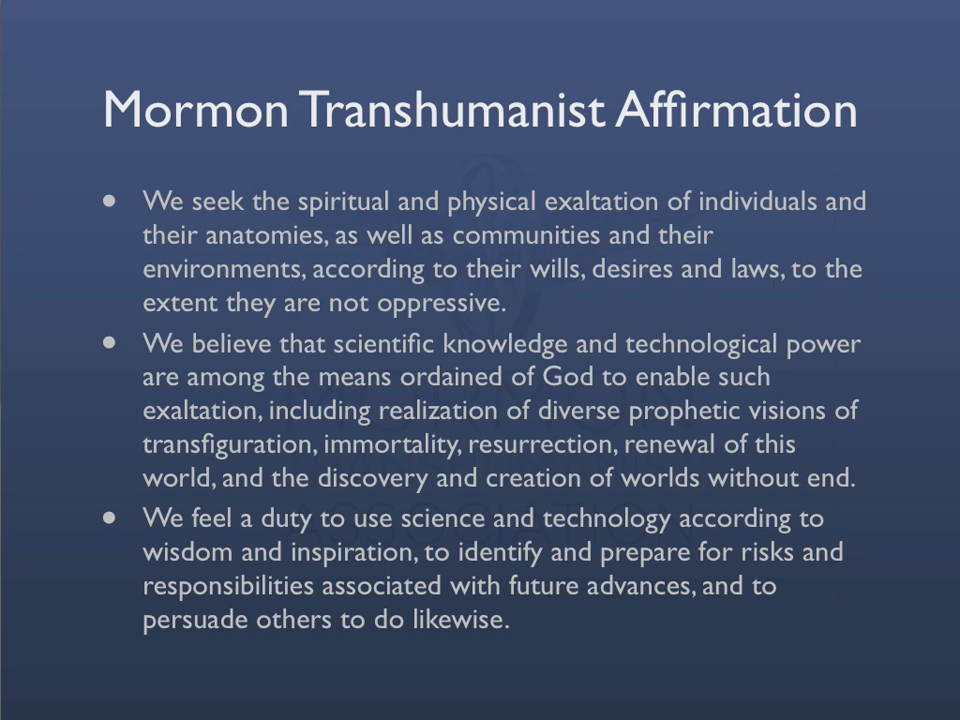 Mormon Transhumanist Affirmation
• We seek the spiritual and physical exaltation of individuals and
their anatomies, as well as communities and their
environments, according to their wills, desires and laws, to the
extent they are not oppressive.
• We believe that scientific knowledge and technological power
are among the means ordained of God to enable such
exaltation, including realization of diverse prophetic visions of
transfiguration, immortality, resurrection, renewal of this
world, and the discovery and creation of worlds without end.
• We feel a duty to use science and technology according to
wisdom and inspiration, to identify and prepare for risks and
responsibilities associated with future advances, and to
persuade others to do likewise.
MORMON
TRANSHUMANIST
ASSOCIATION